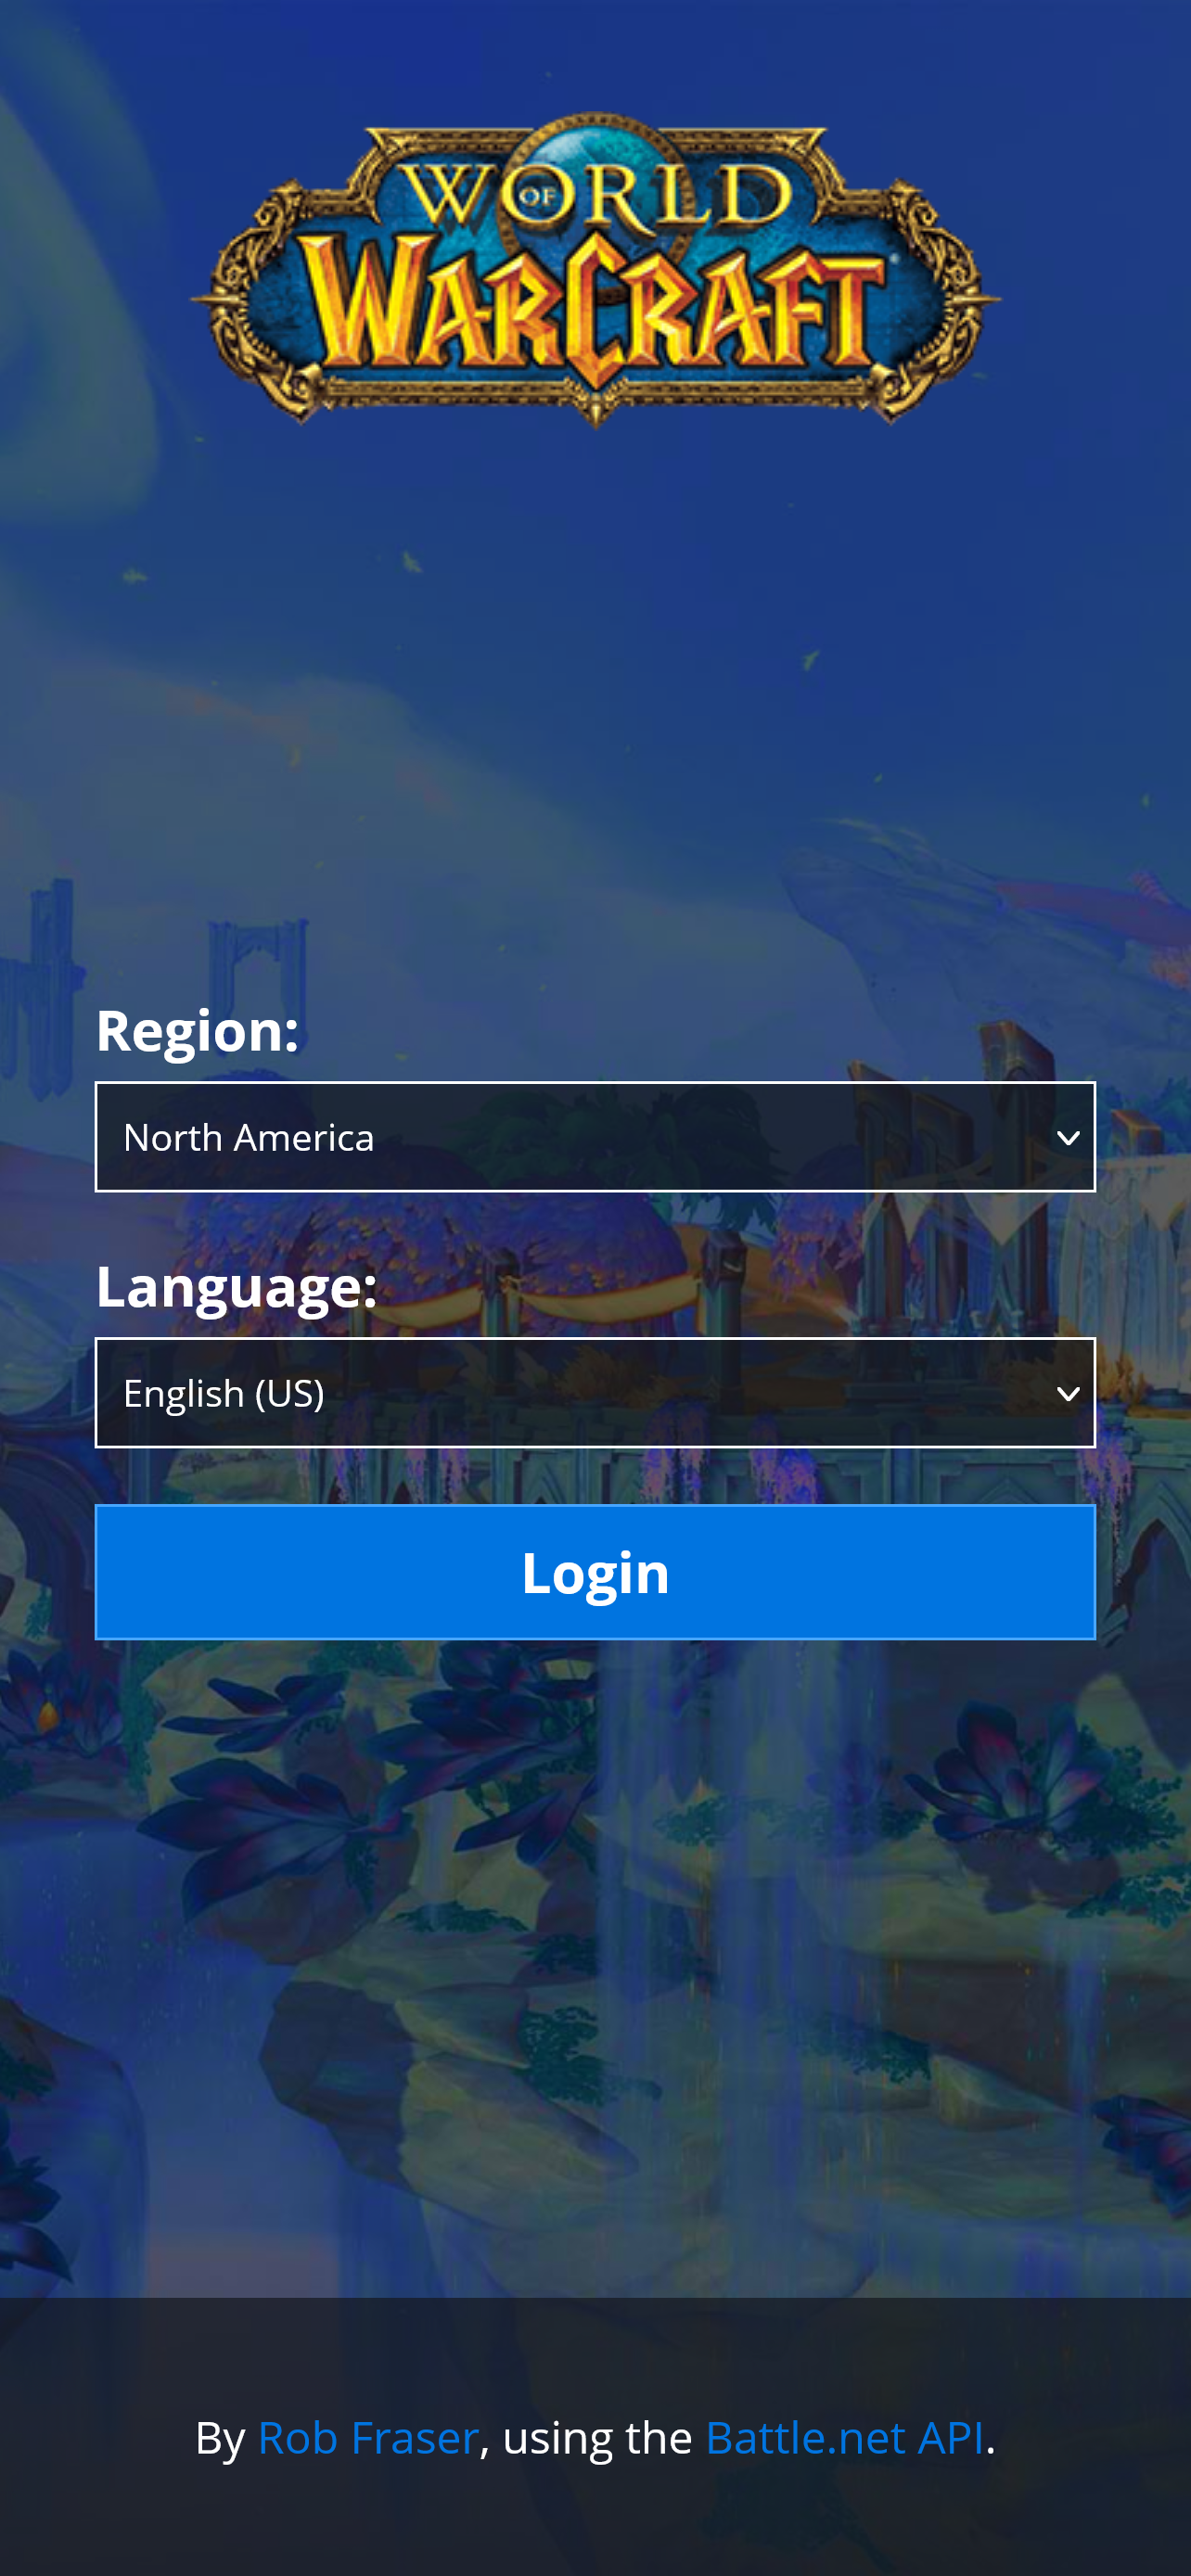 WORLD OF
WARCRAFT®
Region:
North America
Language:
English (US)
Login
By Rob Fraser, using the Battle.net API.